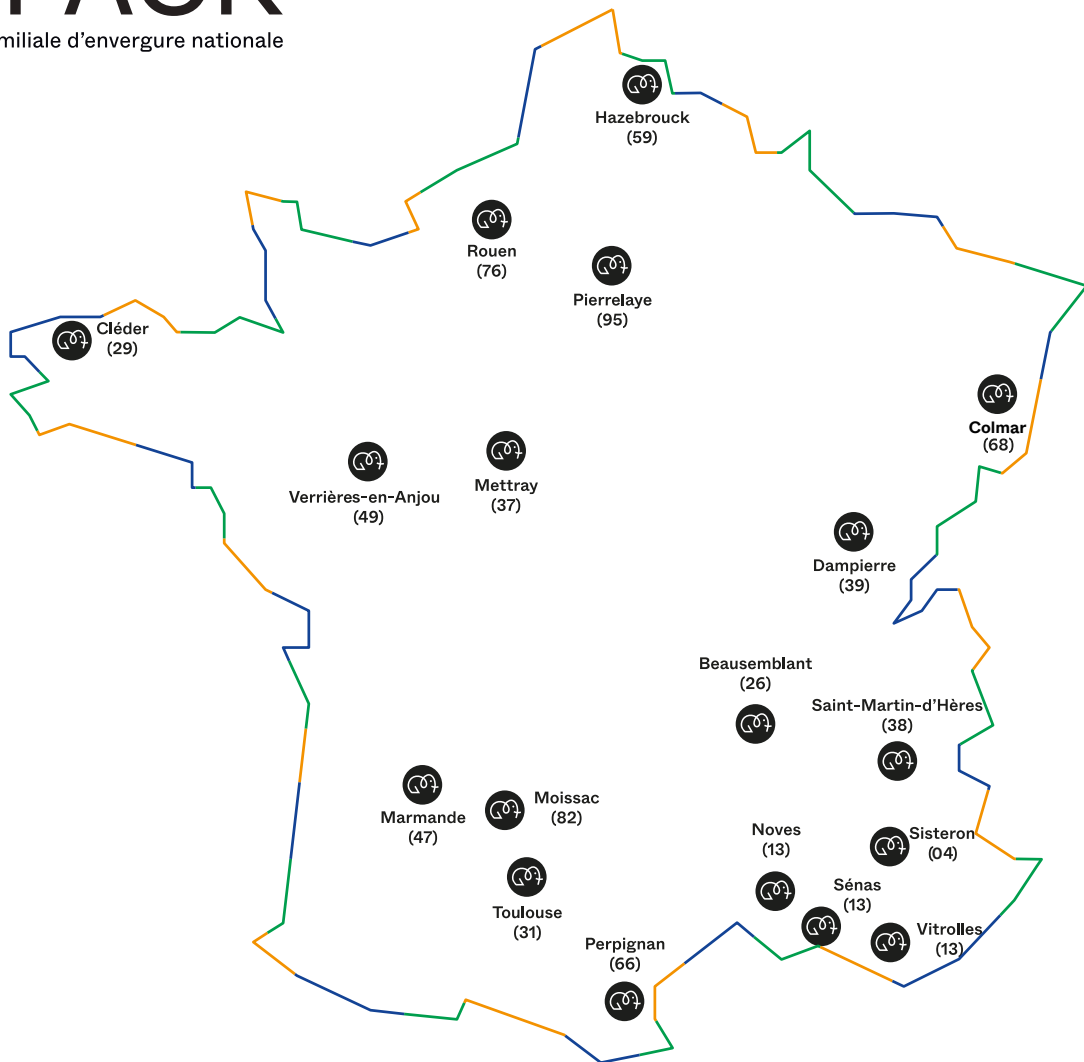 miliale d'envergure nationale
Hazebrouck
(59)
Rouen
(76)
Pierrelaye
(95)
Cléder
(29)
Colmar
(68)
Verrières-en-Anjou
(49)
Mettray
(37)
Dampierre
(39)
Beausemblant
(26)
Saint-Martin-d'Hères
(38)
Marmande
(47)
Moissac
(82)
Noves
(13)
Sisteron
(04)
Sénas
(13)
Toulouse
(31)
Vitrolles
(13)
Perpignan
(66)